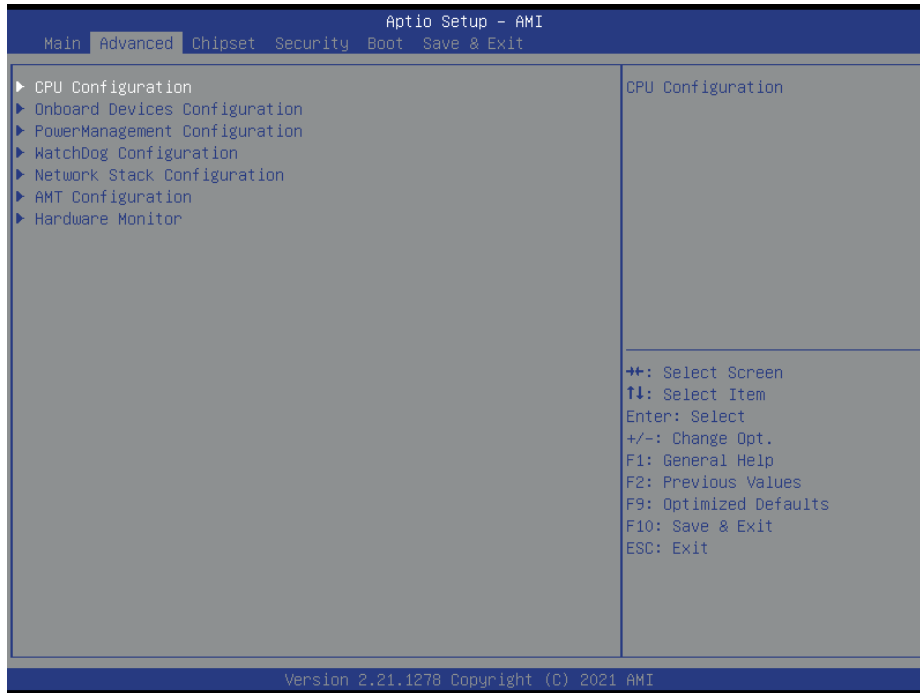 Aptio Setup - AMI
Main Advanced Chipset Security Boot Save & Exit
▶ CPU Configuration
▶ Onboard Devices Configuration
▶ PowerManagement Configuration
▶ WatchDog Configuration
▶ Network Stack Configuration
▶ AMT Configuration
▶ Hardware Monitor
CPU Configuration
→←: Select Screen
↑↓: Select Item
Enter: Select
+/-: Change Opt.
F1: General Help
F2: Previous Values
F9: Optimized Defaults
F10: Save & Exit
ESC: Exit
Version 2.21.1278 Copyright (C) 2021 AMI